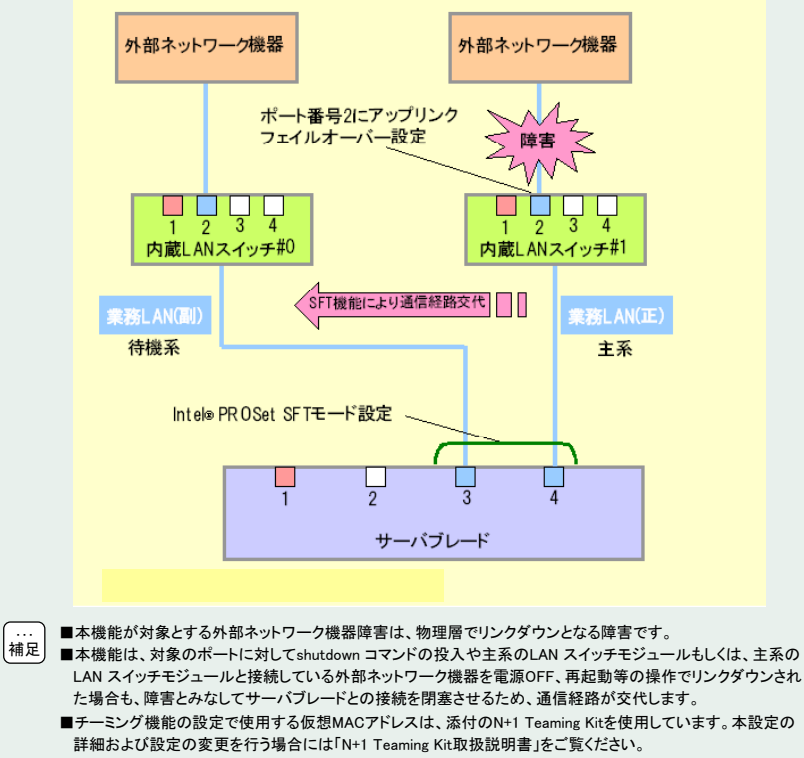 外部ネットワーク機器
外部ネットワーク機器
ポート番号2にアップリンク
フェイルオーバー設定
障害
1 2 3 4
内蔵LANスイッチ#0
1 2 3 4
内蔵LANスイッチ#1
SFT機能により通信経路交代
業務LAN(副)
待機系
業務LAN(正)
主系
Intel® PROSet SFTモード設定
1 2 3 4
サーバブレード
…
補足
■本機能が対象とする外部ネットワーク機器障害は、物理層でリンクダウンとなる障害です。
■本機能は、対象のポートに対してshutdown コマンドの投入や主系のLAN スイッチモジュールもしくは、主系の
LAN スイッチモジュールと接続している外部ネットワーク機器を電源OFF、再起動等の操作でリンクダウンされ
た場合も、障害とみなしてサーバブレードとの接続を閉塞させるため、通信経路が交代します。
■チーミング機能の設定で使用する仮想MACアドレスは、添付のN+1 Teaming Kitを使用しています。本設定の
詳細および設定の変更を行う場合には「N+1 Teaming Kit取扱説明書」をご覧ください。